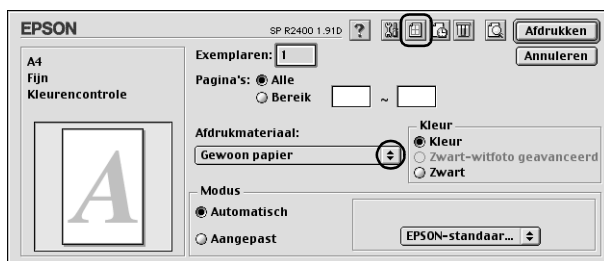 EPSON
SP R2400 1.91D
?
Afdrukken
A4
Fijn
Kleurencontrole
A
Exemplaren: 1
Annuleren
Pagina's: Alle
Bereik ~
Afdrukmateriaal:
Gewoon papier
Kleur
Kleur
Zwart-witfoto geavanceerd
Zwart
Modus
Automatisch
Aangepast
EPSON-standaar...